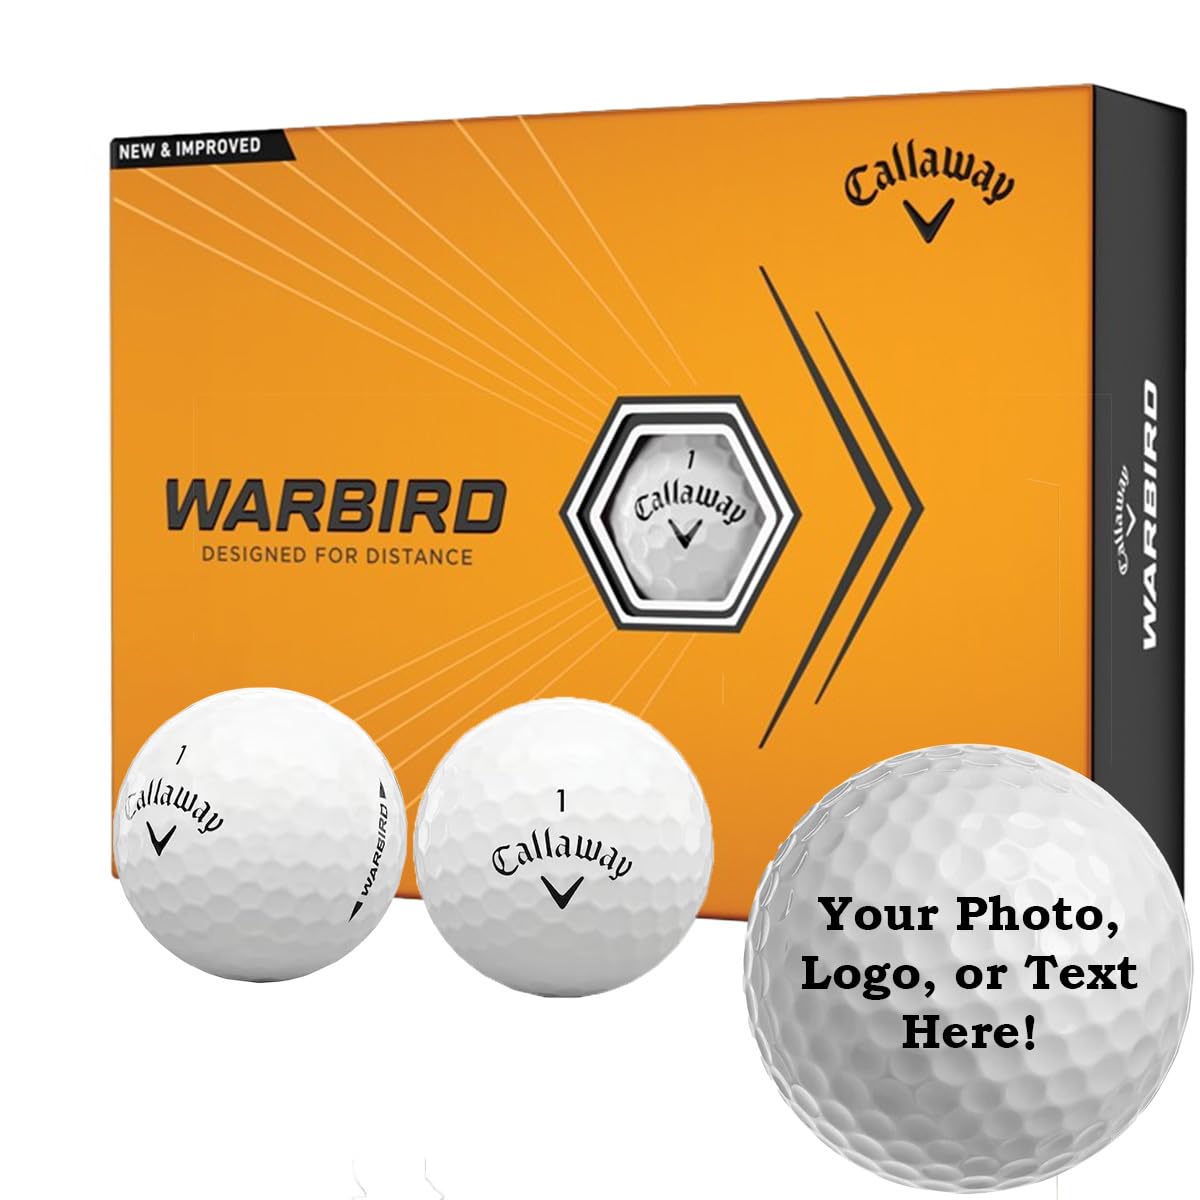 NEW & IMPROVED
Callaway
WARBIRD
DESIGNED FOR DISTANCE
1
Callaway
Callaway
WARBIRD
1
Callaway
WARBIRD
1
Callaway
Your Photo,
Logo, or Text
Here!